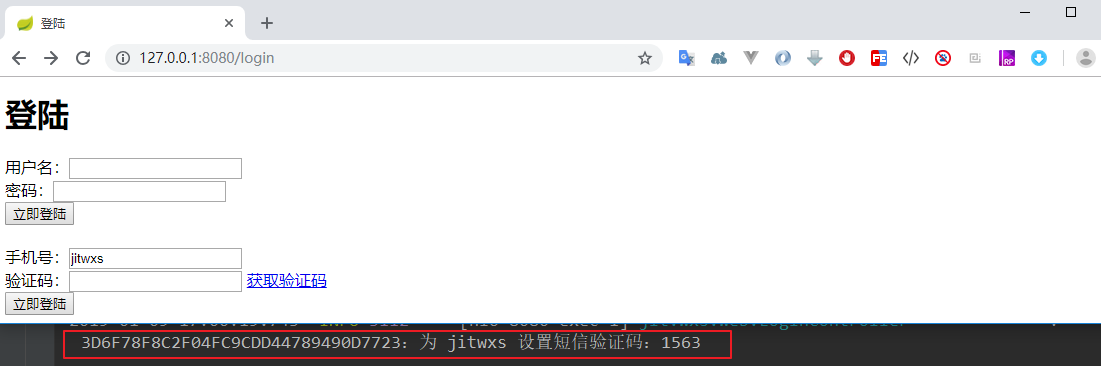 登陆
127.0.0.1:8080/login
FE
RP
登陆
用户名:
密码:
立即登陆
手机号: jitwxs
验证码: 获取验证码
立即登陆
3D6F78F8C2F04FC9CDD44789490D7723: 为 jitwxs 设置短信验证码: 1563